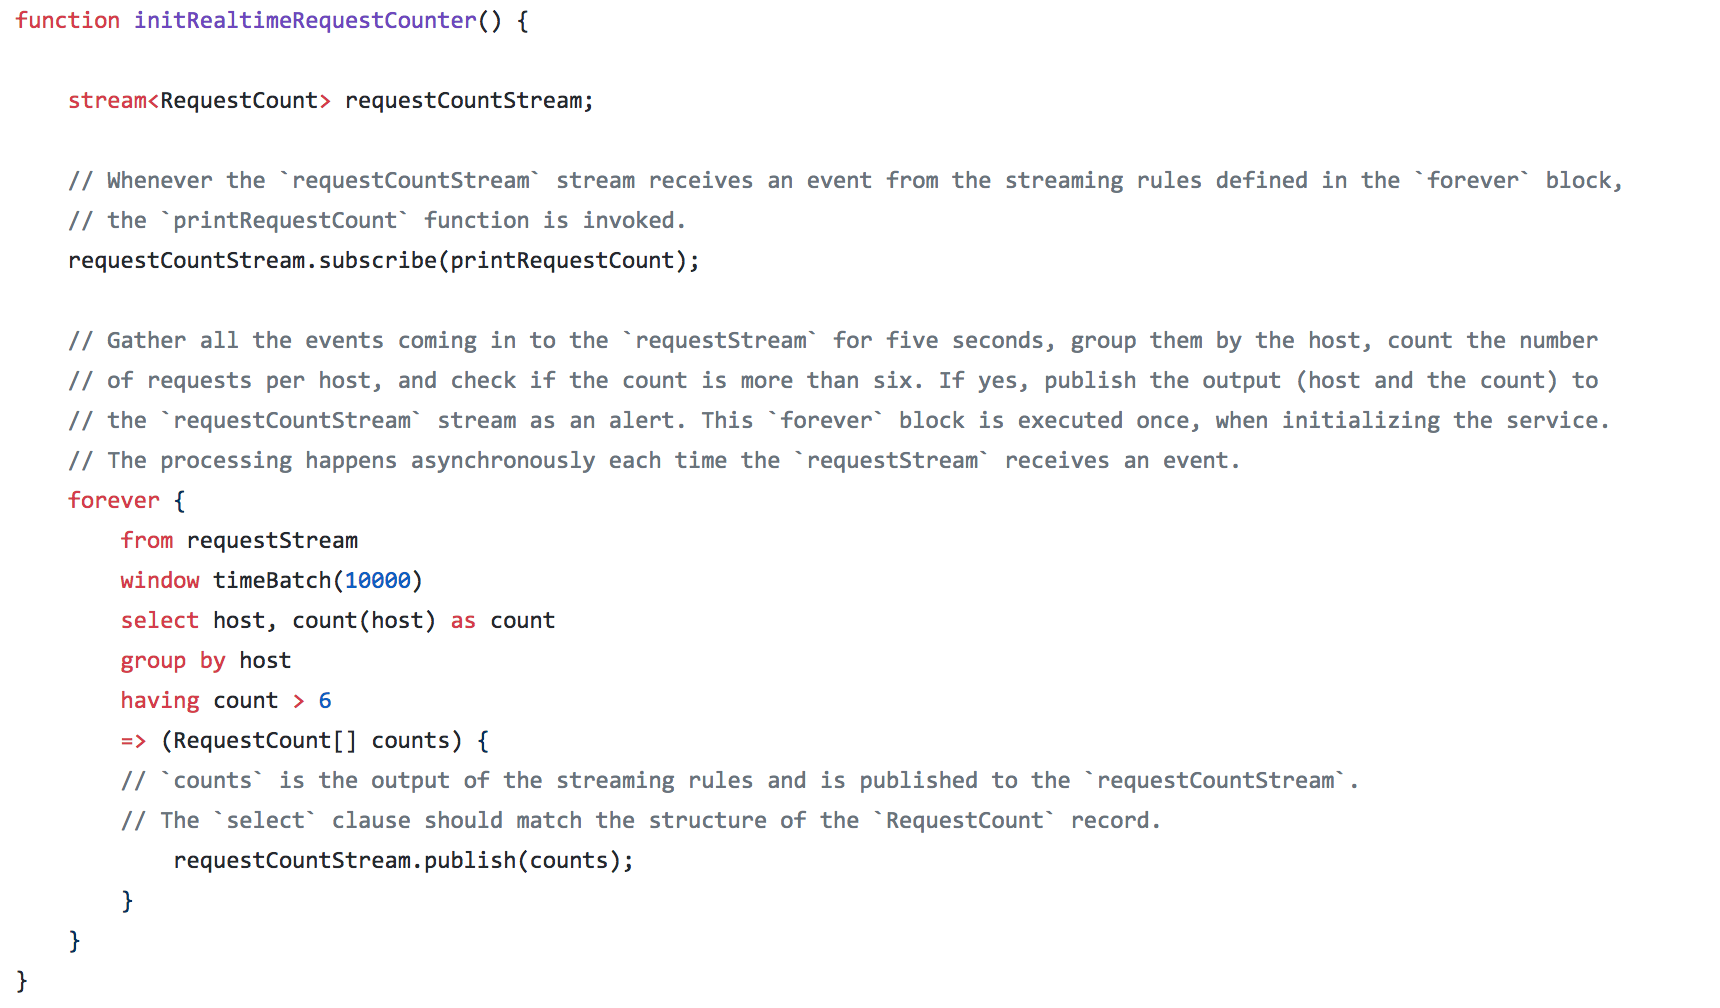 function initRealtimeRequestCounter() {
stream<RequestCount> requestCountStream;
// Whenever the `requestCountStream` stream receives an event from the streaming rules defined in the `forever` block,
// the `printRequestCount` function is invoked.
requestCountStream.subscribe(printRequestCount);
// Gather all the events coming in to the `requestStream` for five seconds, group them by the host, count the number
// of requests per host, and check if the count is more than six. If yes, publish the output (host and the count) to
// the `requestCountStream` stream as an alert. This `forever` block is executed once, when initializing the service.
// The processing happens asynchronously each time the `requestStream` receives an event.
forever {
from requestStream
window timeBatch(10000)
select host, count(host) as count
group by host
having count > 6
=> (RequestCount[] counts) {
// `counts` is the output of the streaming rules and is published to the `requestCountStream`.
// The `select` clause should match the structure of the `RequestCount` record.
requestCountStream.publish(counts);
}
}
}